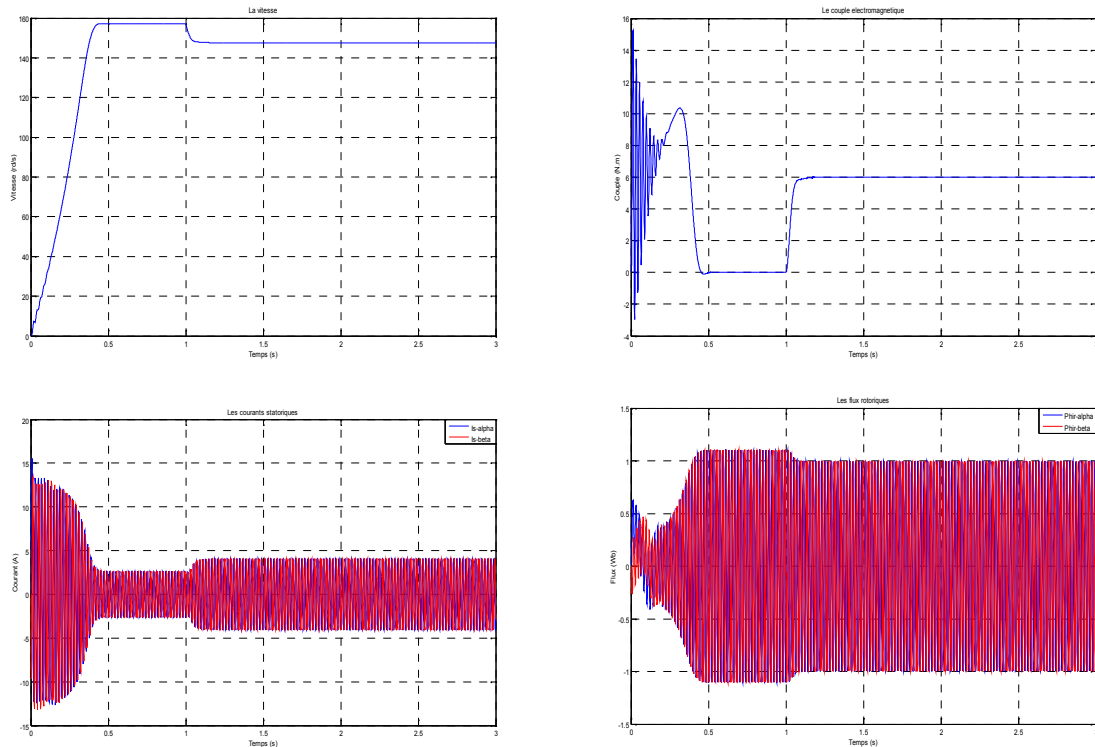 La vitesse
160
140
120
100
80
60
40
20
0
Vitesse (rd/s)
0 0.5 1 1.5 2 2.5 3
Temps (s)
Le couple electromagnetique
16
14
12
10
8
6
4
2
0
-2
-4
Couple (N.m)
0 0.5 1 1.5 2 2.5 3
Temps (s)
Les courants statoriques
20
15
10
5
0
-5
-10
-15
Courant (A)
Is-alpha
Is-beta
0 0.5 1 1.5 2 2.5 3
Temps (s)
Les flux rotoriques
1.5
1
0.5
0
-0.5
-1
-1.5
Flux (Wb)
Phir-alpha
Phir-beta
0 0.5 1 1.5 2 2.5 3
Temps (s)